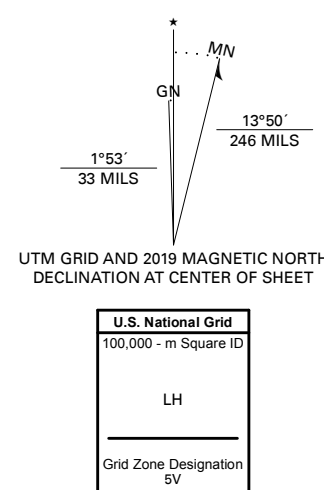 ★
MN
GN
13°50´
246 MILS
1°53´
33 MILS
UTM GRID AND 2019 MAGNETIC NORTH
DECLINATION AT CENTER OF SHEET
U.S. National Grid
100,000 - m Square ID
LH
Grid Zone Designation
5V